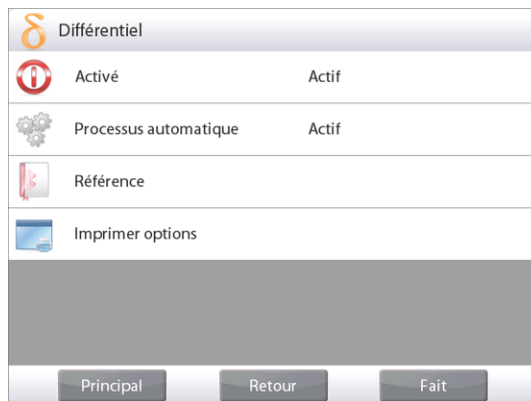 δ Différentiel
Activé Actif
Processus automatique Actif
Référence
Imprimer options
Principal Retour Fait